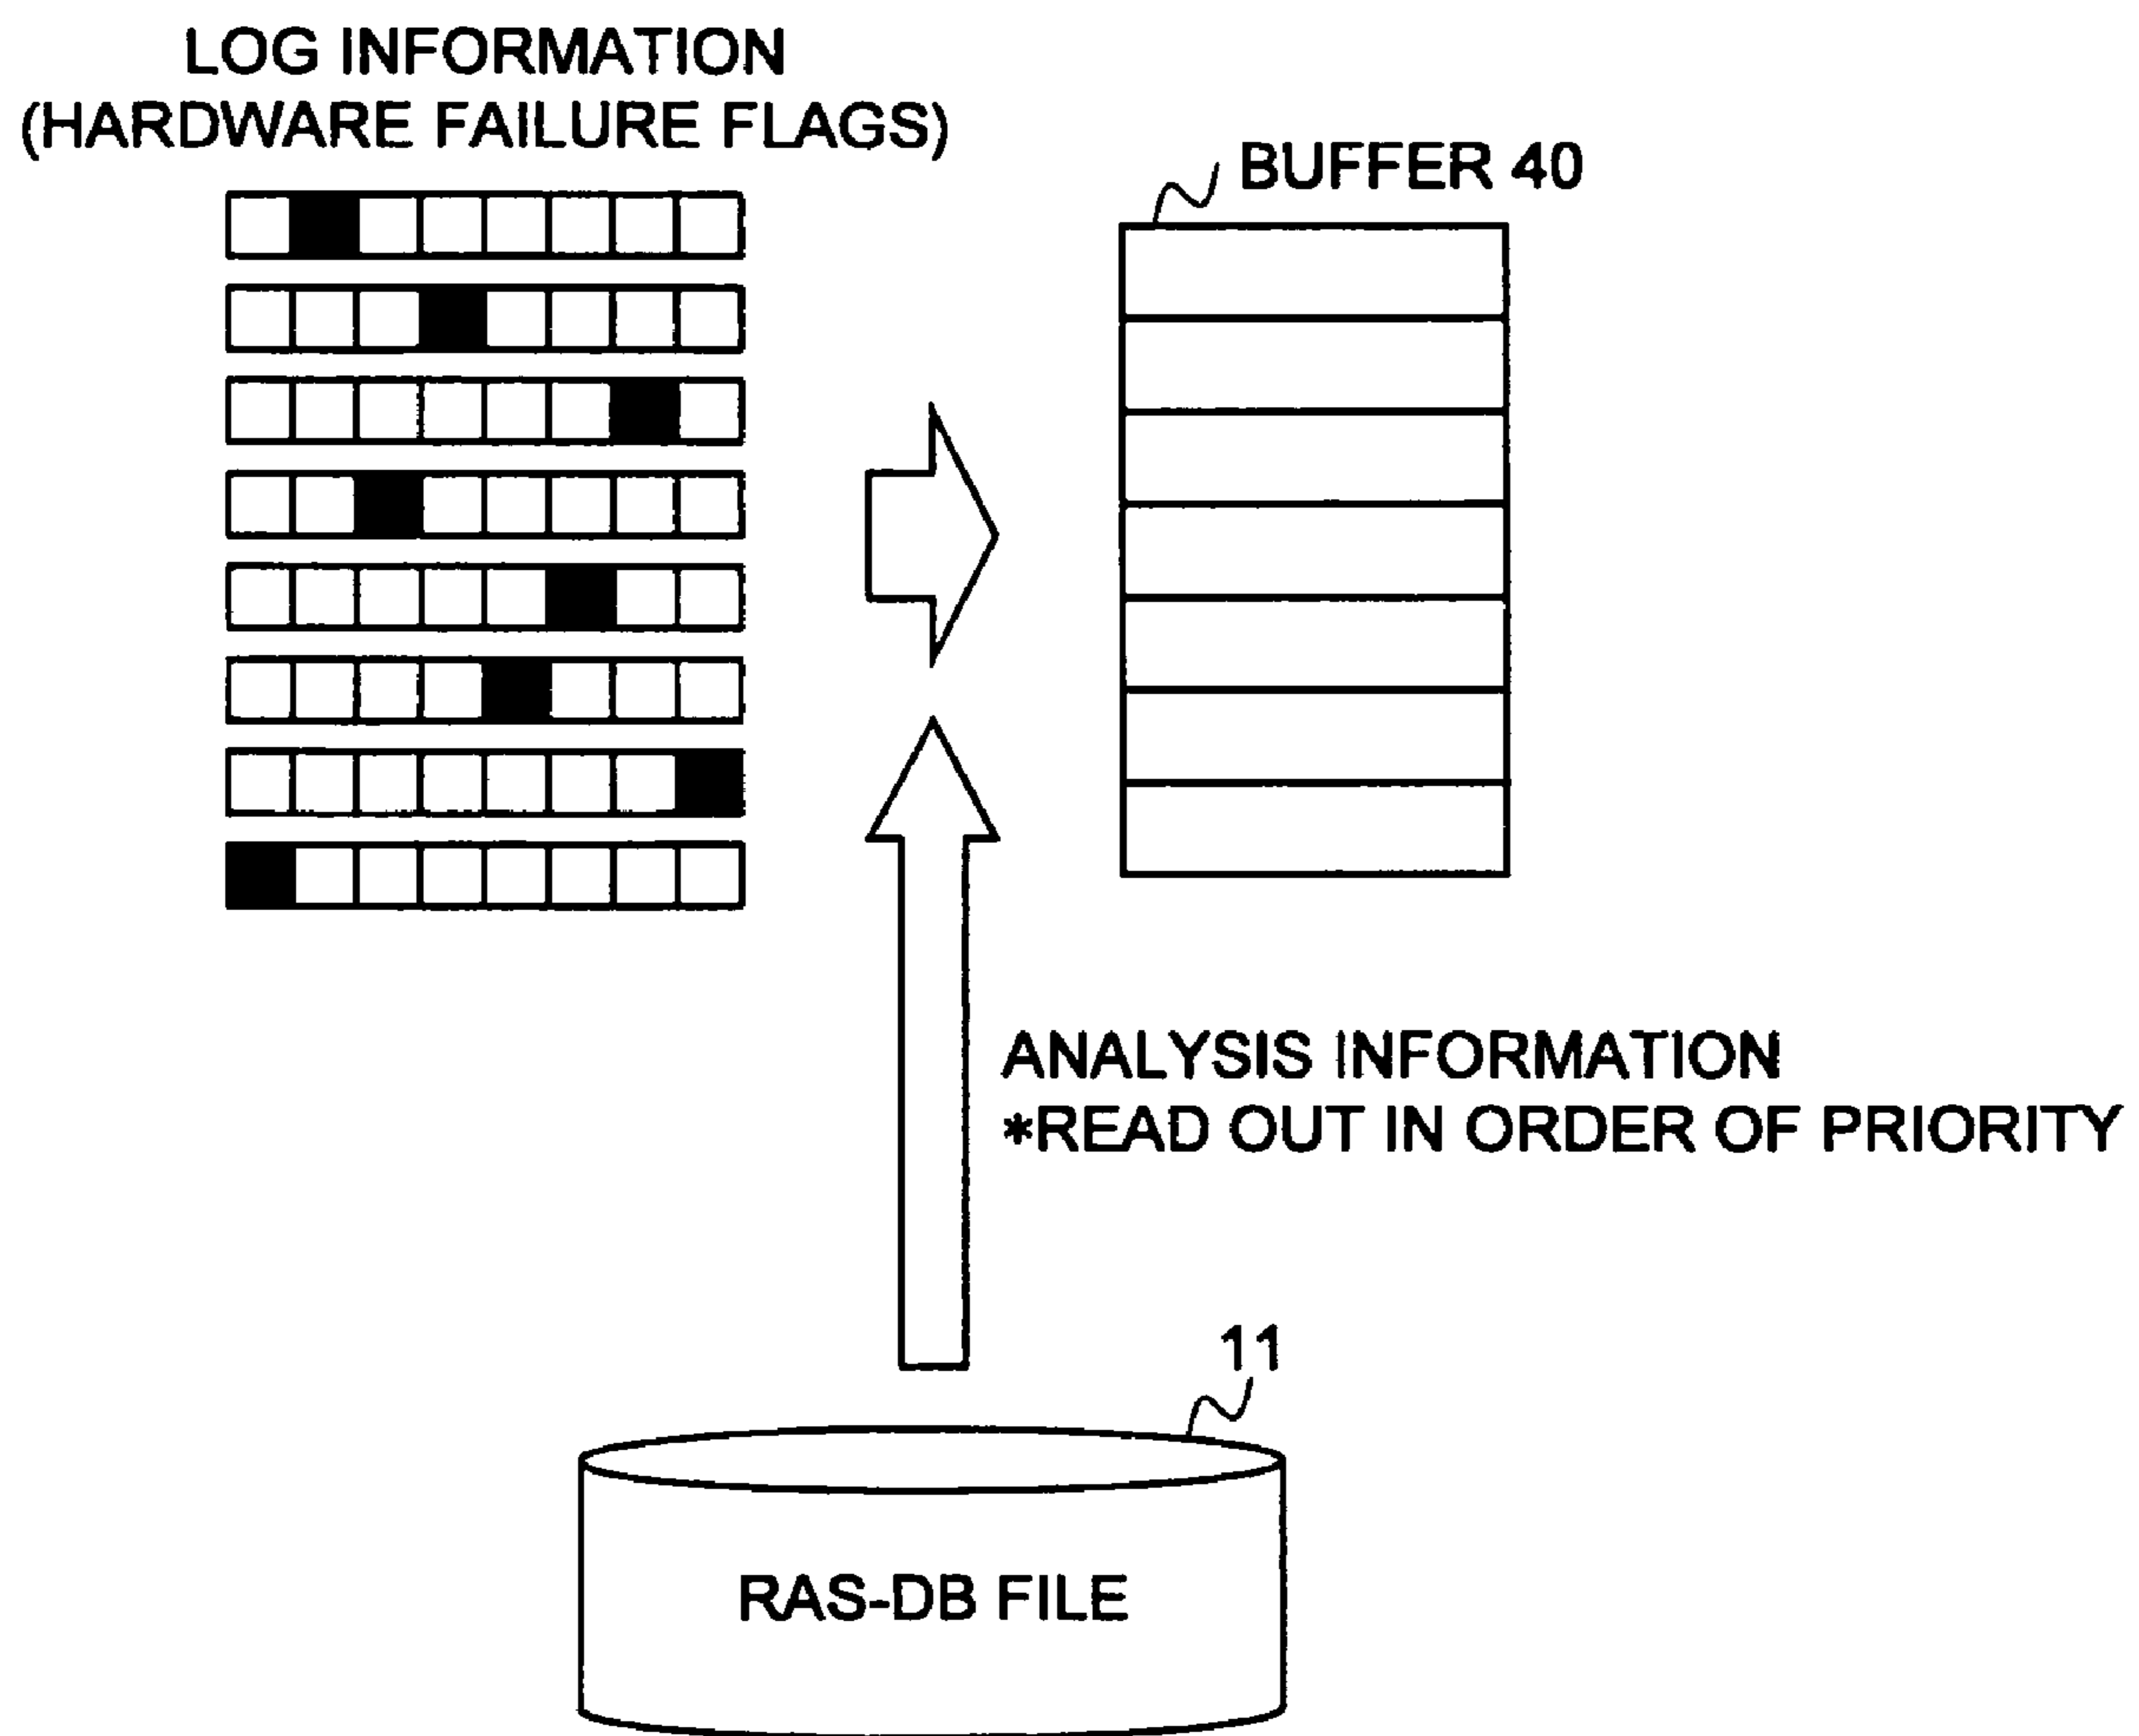 LOG INFORMATION
(HARDWARE FAILURE FLAGS)
BUFFER 40
ANALYSIS INFORMATION
*READ OUT IN ORDER OF PRIORITY
11
RAS-DB FILE